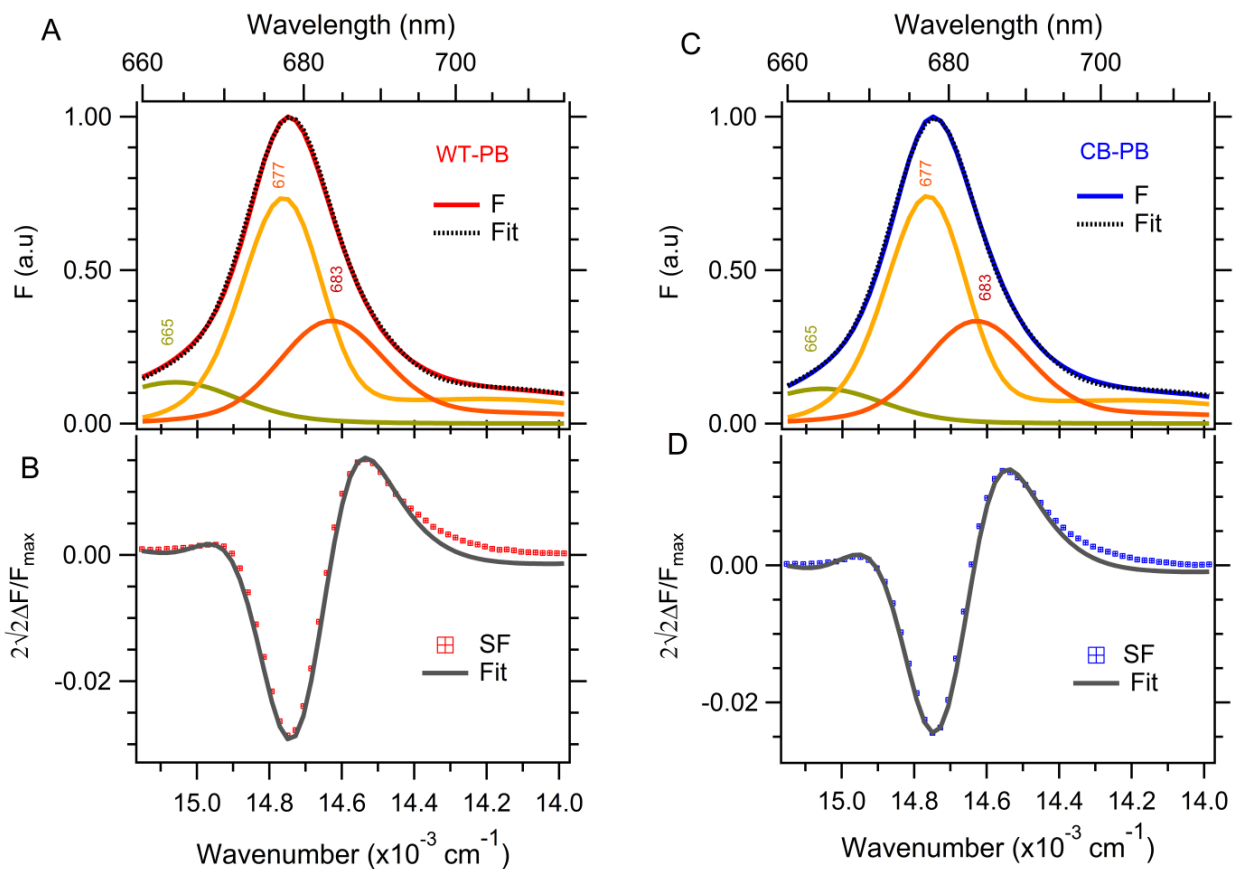 A
Wavelength (nm)
660 680 700
1.00
0.50
0.00
F (a.u)
WT-PB
F
Fit
665
677
683
B
0.00
-0.02
2√2ΔF/Fmax
SF
Fit
15.0 14.8 14.6 14.4 14.2 14.0
Wavenumber (x10⁻³ cm⁻¹)
C
Wavelength (nm)
660 680 700
1.00
0.50
0.00
F (a.u)
CB-PB
F
Fit
665
677
683
D
0.00
-0.02
2√2ΔF/Fmax
SF
Fit
15.0 14.8 14.6 14.4 14.2 14.0
Wavenumber (x10⁻³ cm⁻¹)